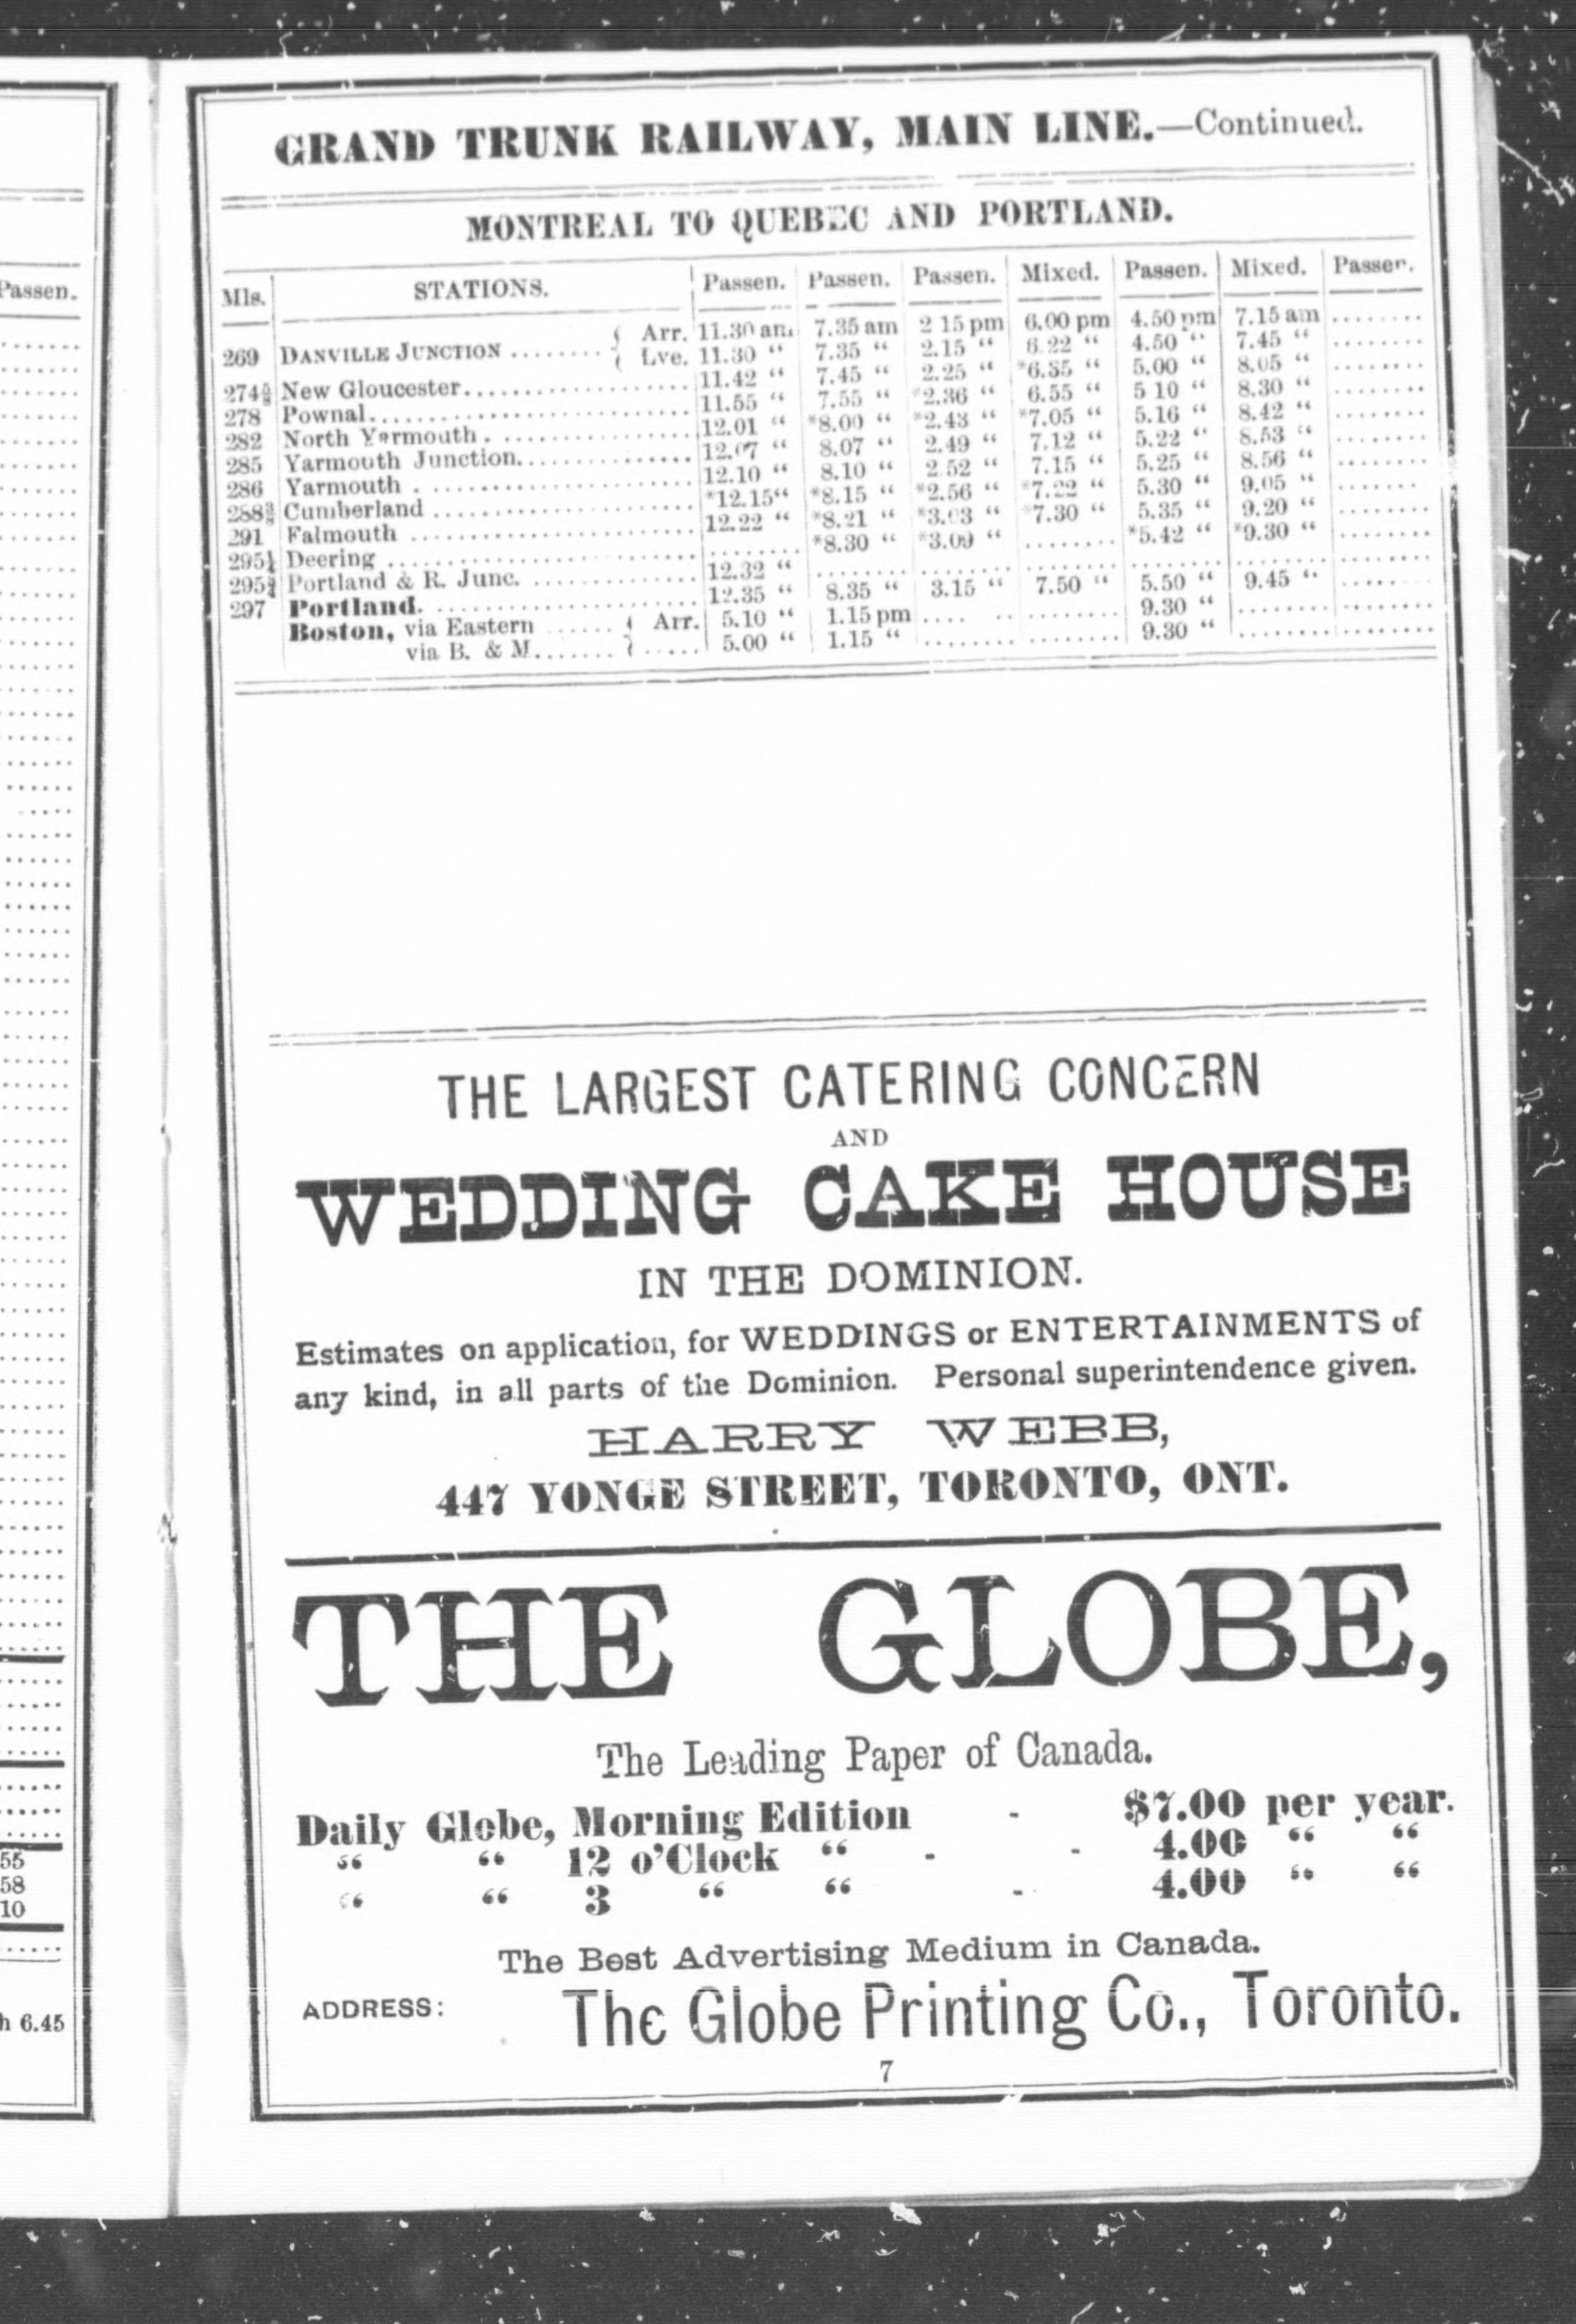 Passen.
55
58
10
h 6.45
GRAND TRUNK RAILWAY, MAIN LINE.—Continued.
MONTREAL TO QUEBEC AND PORTLAND.
Mls. STATIONS. Passen. Passen. Passen. Mixed. Passen. Mixed. Passen.
Arr. 11.30 am 7.35 am 2 15 pm 6.00 pm 4.50 pm 7.15 am ........
269 DANVILLE JUNCTION ........ Lve. 11.30 “ 7.35 “ 2.15 “ 6.22 “ 4.50 “ 7.45 “ ........
274¾ New Gloucester........ 11.42 “ 7.45 “ 2.25 “ *6.35 “ 5.00 “ 8.05 “ ........
278 Pownal........ 11.55 “ 7.55 “ *2.36 “ 6.55 “ 5 10 “ 8.30 “ ........
282 North Yarmouth ........ 12.01 “ *8.00 “ *2.43 “ *7.05 “ 5.16 “ 8.42 “ ........
285 Yarmouth Junction........ 12.07 “ 8.07 “ 2.49 “ 7.12 “ 5.22 “ 8.53 “ ........
286 Yarmouth ........ 12.10 “ 8.10 “ 2.52 “ 7.15 “ 5.25 “ 8.56 “ ........
288¾ Cumberland ........ *12.15“ *8.15 “ *2.56 “ *7.22 “ 5.30 “ 9.05 “ ........
291 Falmouth ........ 12.22 “ *8.21 “ *3.03 “ *7.30 “ 5.35 “ 9.20 “ ........
295¼ Deering ........ ........ *8.30 “ *3.09 “ ........ *5.42 “ *9.30 “ ........
295¾ Portland & R. Junc. ........ 12.32 “ ........ ........ ........ ........ ........ ........
297 Portland. ........ 12.35 “ 8.35 “ 3.15 “ 7.50 “ 5.50 “ 9.45 “ ........
Boston, via Eastern ...... Arr. 5.10 “ 1.15 pm ........ ........ 9.30 “ ........ ........
via B. & M....... ..... 5.00 “ 1.15 “ ........ ........ 9.30 “ ........ ........
THE LARGEST CATERING CONCERN
AND
WEDDING CAKE HOUSE
IN THE DOMINION.
Estimates on application, for WEDDINGS or ENTERTAINMENTS of
any kind, in all parts of the Dominion. Personal superintendence given.
HARRY WEBB,
447 YONGE STREET, TORONTO, ONT.
THE GLOBE,
The Leading Paper of Canada.
Daily Globe, Morning Edition - $7.00 per year.
“ “ 12 o’Clock “ - - 4.00 “ “
“ “ 3 “ “ - 4.00 “ “
The Best Advertising Medium in Canada.
ADDRESS: The Globe Printing Co., Toronto.
7